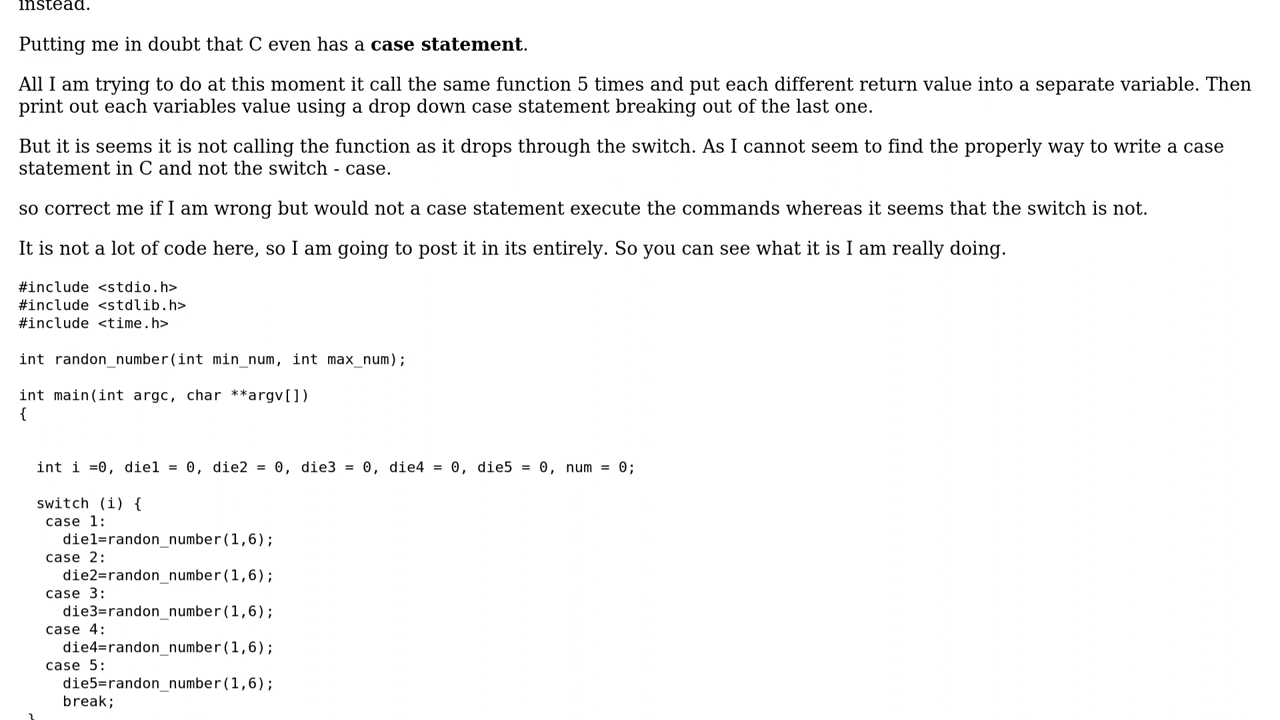 instead.
Putting me in doubt that C even has a case statement.
All I am trying to do at this moment it call the same function 5 times and put each different return value into a separate variable. Then
print out each variables value using a drop down case statement breaking out of the last one.
But it is seems it is not calling the function as it drops through the switch. As I cannot seem to find the properly way to write a case
statement in C and not the switch - case.
so correct me if I am wrong but would not a case statement execute the commands whereas it seems that the switch is not.
It is not a lot of code here, so I am going to post it in its entirely. So you can see what it is I am really doing.
#include <stdio.h>
#include <stdlib.h>
#include <time.h>
int randon_number(int min_num, int max_num);
int main(int argc, char **argv[])
{
int i =0, die1 = 0, die2 = 0, die3 = 0, die4 = 0, die5 = 0, num = 0;
switch (i) {
case 1:
die1=randon_number(1,6);
case 2:
die2=randon_number(1,6);
case 3:
die3=randon_number(1,6);
case 4:
die4=randon_number(1,6);
case 5:
die5=randon_number(1,6);
break;
}